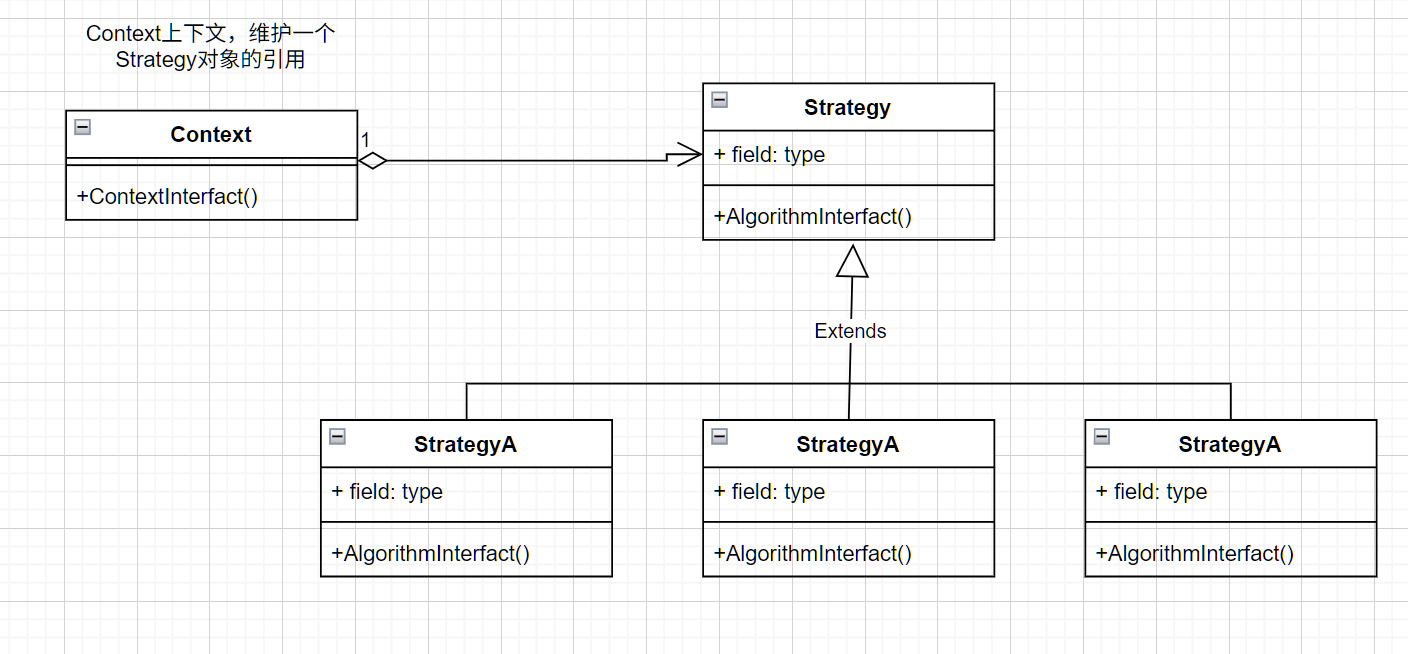 Context上下文，维护一个
Strategy对象的引用
Context
1
+ContextInterfact()
Strategy
+ field: type
+AlgorithmInterfact()
Extends
StrategyA
+ field: type
+AlgorithmInterfact()
StrategyA
+ field: type
+AlgorithmInterfact()
StrategyA
+ field: type
+AlgorithmInterfact()